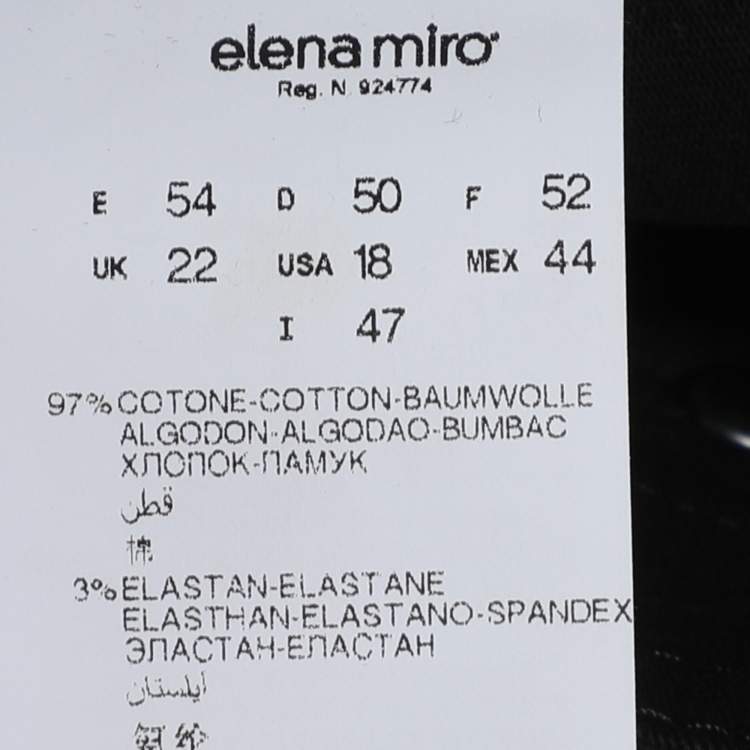 elena miro
Reg. N 924774
E 54 D 50 F 52
UK 22 USA 18 MEX 44
I 47
97% COTONE-COTTON-BAUMWOLLE
ALGODON-ALGODAO-BUMBAC
ХЛОПОК-ПАМУК
قطن
棉
3% ELASTAN-ELASTANE
ELASTHAN-ELASTANO-SPANDEX
ЭЛАСТАН-ЕЛАСТАН
ايلستان